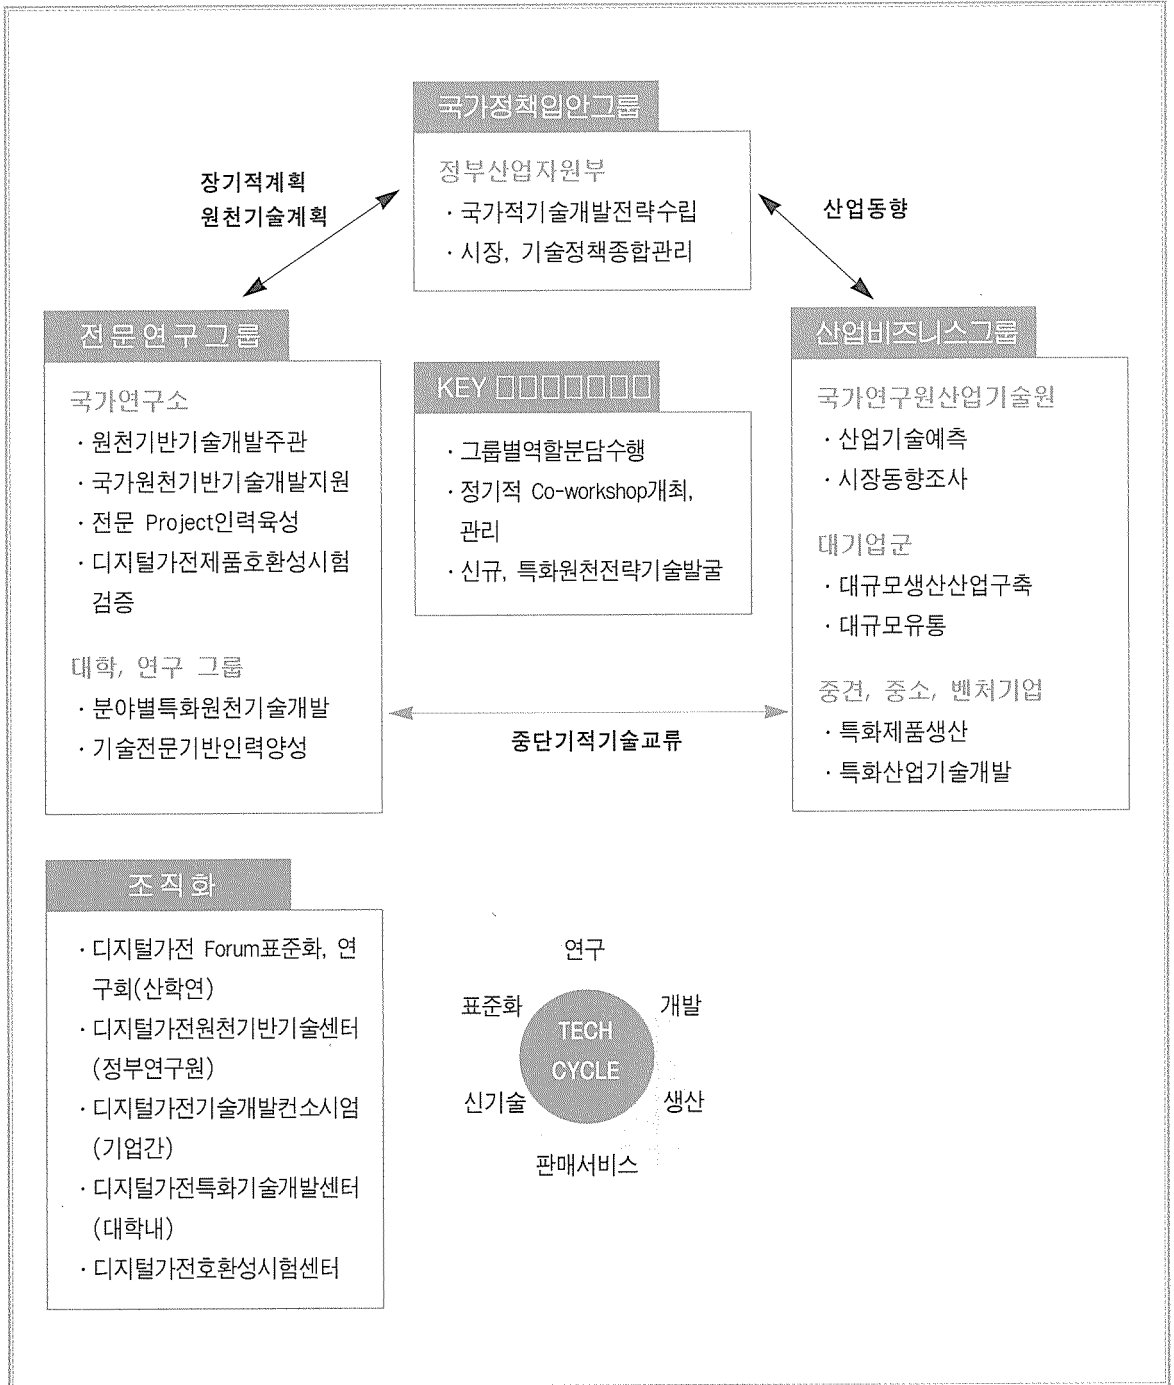 국가정책입안그룹
정부산업자원부
· 국가적기술개발전략수립
· 시장, 기술정책종합관리
장기적계획
원천기술계획
산업동향
전문연구그룹
국가연구소
· 원천기반기술개발주관
· 국가원천기반기술개발지원
· 전문 Project인력육성
· 디지털가전제품호환성시험
검증
대학, 연구 그룹
· 분야별특화원천기술개발
· 기술전문기반인력양성
KEY □□□□□□□
· 그룹별역할분담수행
· 정기적 Co-workshop개최,
관리
· 신규, 특화원천전략기술발굴
산업비즈니스그룹
국가연구원산업기술원
· 산업기술예측
· 시장동향조사
대기업군
· 대규모생산산업구축
· 대규모유통
중견, 중소, 벤처기업
· 특화제품생산
· 특화산업기술개발
중단기적기술교류
조직화
· 디지털가전 Forum표준화, 연
구회(산학연)
· 디지털가전원천기반기술센터
(정부연구원)
· 디지털가전기술개발컨소시엄
(기업간)
· 디지털가전특화기술개발센터
(대학내)
· 디지털가전호환성시험센터
연구
표준화
개발
TECH
CYCLE
신기술
생산
판매서비스